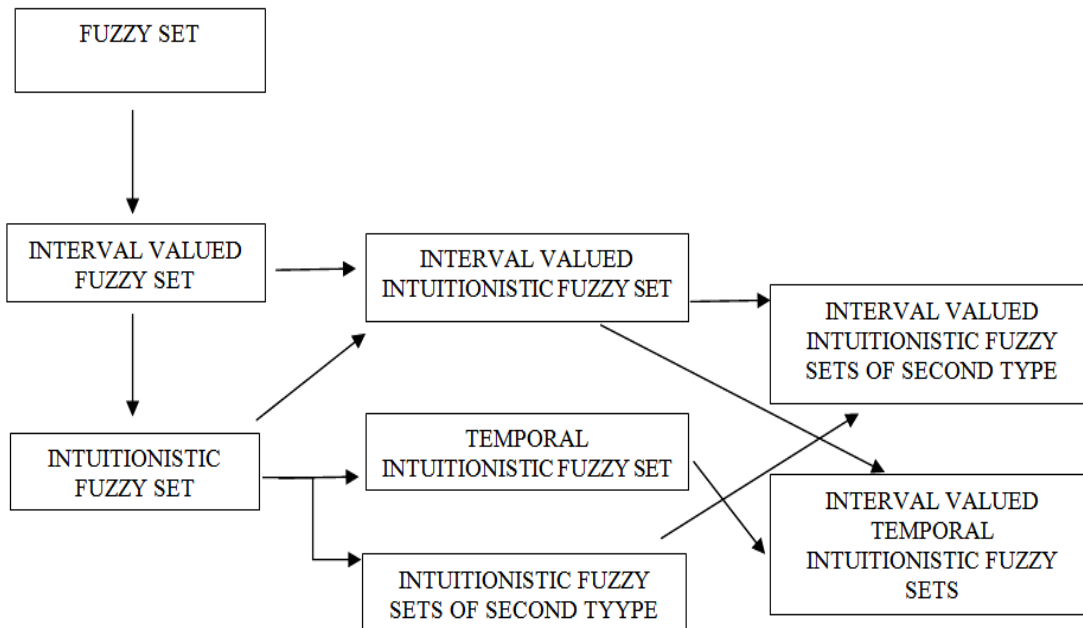 FUZZY SET
INTERVAL VALUED
FUZZY SET
INTERVAL VALUED
INTUITIONISTIC FUZZY SET
INTERVAL VALUED
INTUITIONISTIC FUZZY
SETS OF SECOND TYPE
INTUITIONISTIC
FUZZY SET
TEMPORAL
INTUITIONISTIC FUZZY SET
INTERVAL VALUED
TEMPORAL
INTUITIONISTIC FUZZY
SETS
INTUITIONISTIC FUZZY
SETS OF SECOND TYYPE